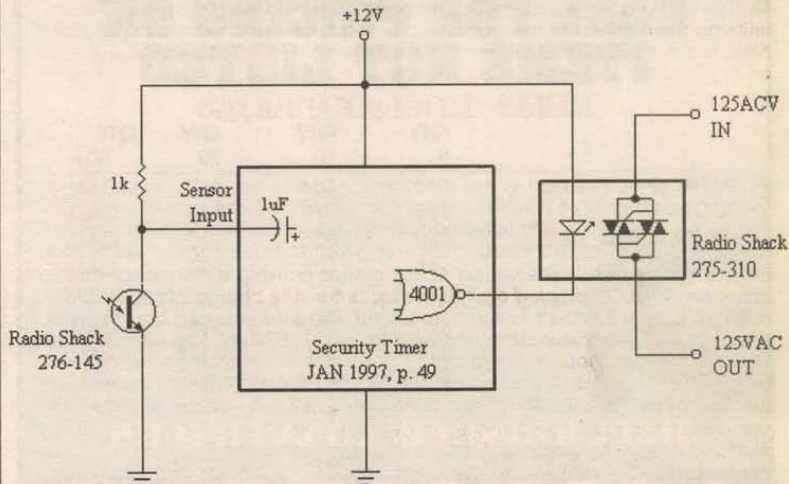 +12V
125ACV
IN
1k
Sensor
Input
1uF
+
4001
Radio Shack
275-310
Radio Shack
276-145
Security Timer
JAN 1997, p. 49
125VAC
OUT